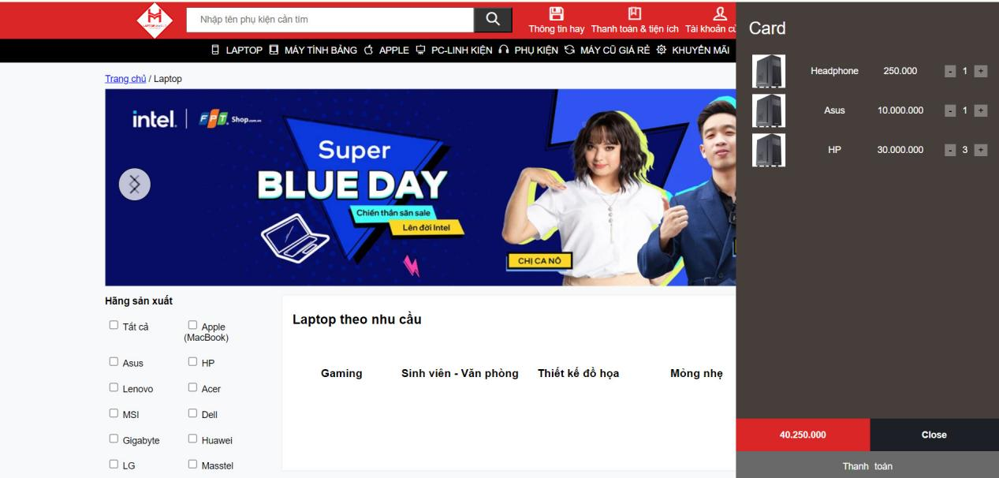 Nhập tên phụ kiện cần tìm
Thông tin hay Thanh toán & tiện ích Tài khoản củ
LAPTOP MÁY TÍNH BẢNG APPLE PC-LINH KIỆN PHỤ KIỆN MÁY CŨ GIÁ RẺ KHUYẾN MÃI
Trang chủ / Laptop
intel. FPT. Shop.com.vn
Super
BLUE DAY
Chiến thần săn sale
Lên đời Intel
CHỊ CA NÔ
Hãng sản xuất
Tất cả
Apple (MacBook)
Asus
HP
Lenovo
Acer
MSI
Dell
Gigabyte
Huawei
LG
Masstel
Laptop theo nhu cầu
Gaming Sinh viên - Văn phòng Thiết kế đồ họa Mỏng nhẹ
Card
Headphone 250.000 - 1 +
Asus 10.000.000 - 1 +
HP 30.000.000 - 3 +
40.250.000 Close
Thanh toán